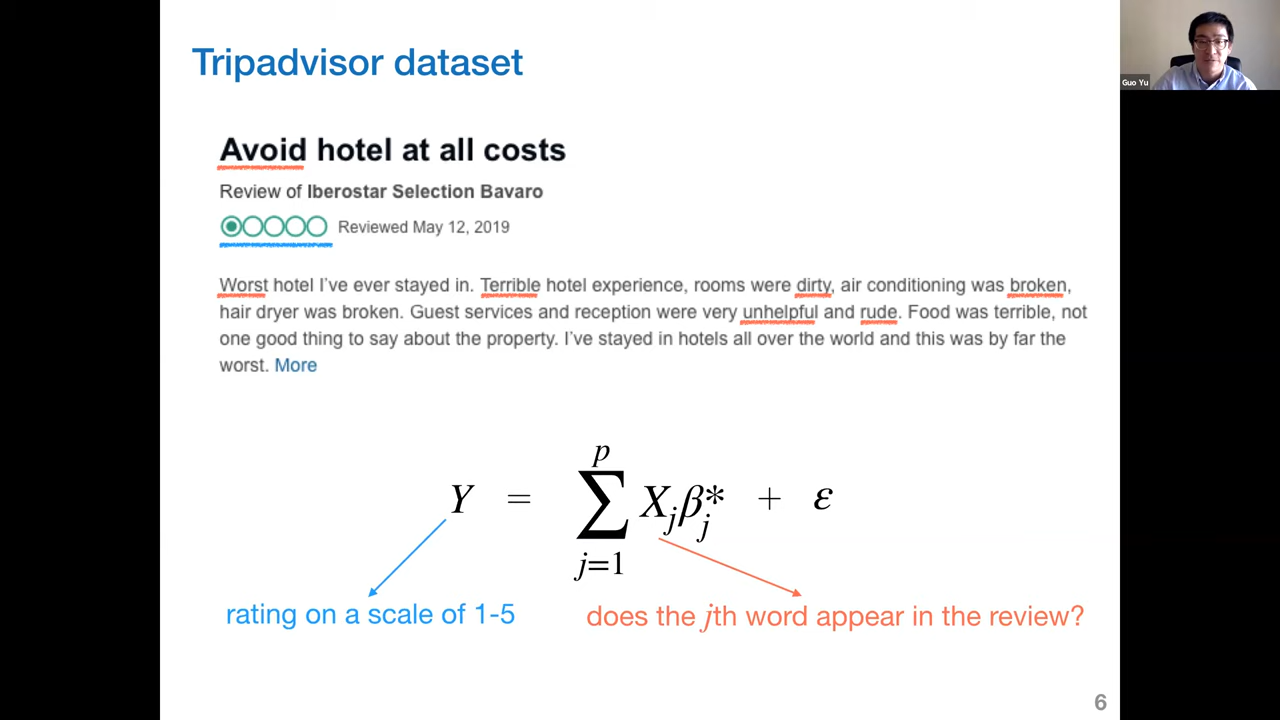 Tripadvisor dataset
Guo Yu
Avoid hotel at all costs
Review of Iberostar Selection Bavaro
Reviewed May 12, 2019
Worst hotel I've ever stayed in. Terrible hotel experience, rooms were dirty, air conditioning was broken,
hair dryer was broken. Guest services and reception were very unhelpful and rude. Food was terrible, not
one good thing to say about the property. I've stayed in hotels all over the world and this was by far the
worst. More
Y = ∑_{j=1}^{p} X_j β_j^* + ε
rating on a scale of 1-5
does the jth word appear in the review?
6